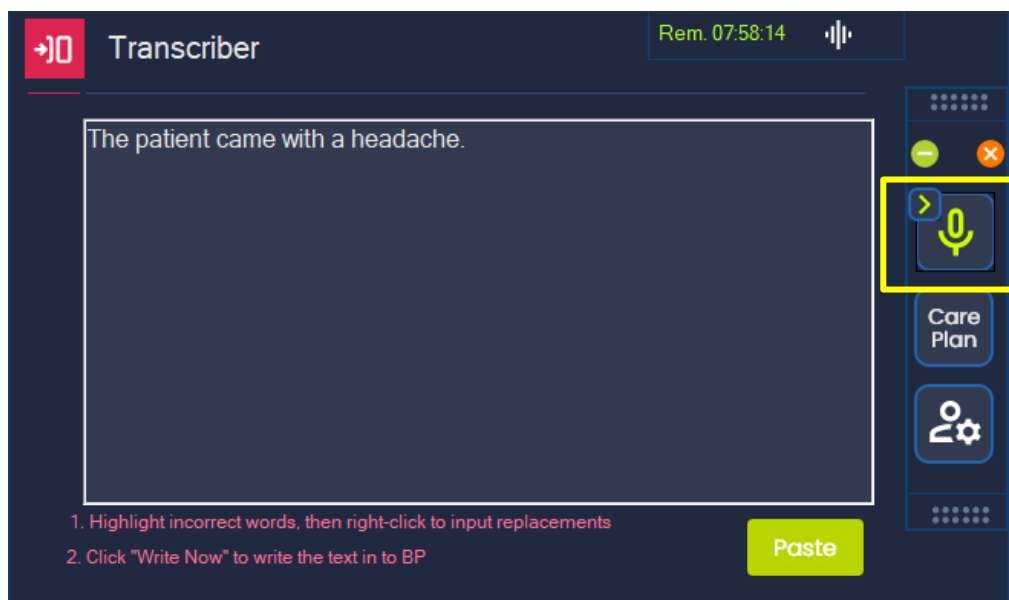 Transcriber
Rem. 07:58:14
The patient came with a headache.
Care
Plan
1. Highlight incorrect words, then right-click to input replacements
2. Click "Write Now" to write the text in to BP
Paste